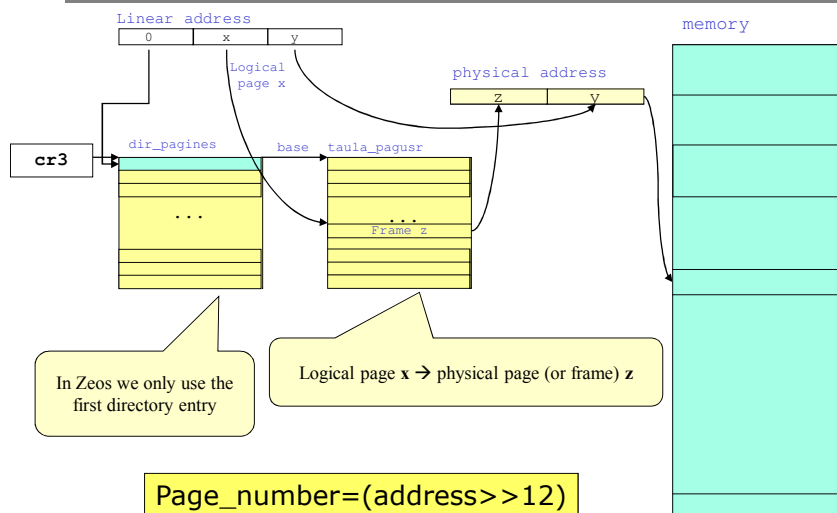 Linear address
0 x y
Logical
page x
memory
physical address
z y
cr3
dir_pagines
base
taula_pagusr
...
...
Frame z
In Zeos we only use the
first directory entry
Logical page x → physical page (or frame) z
Page_number=(address>>12)